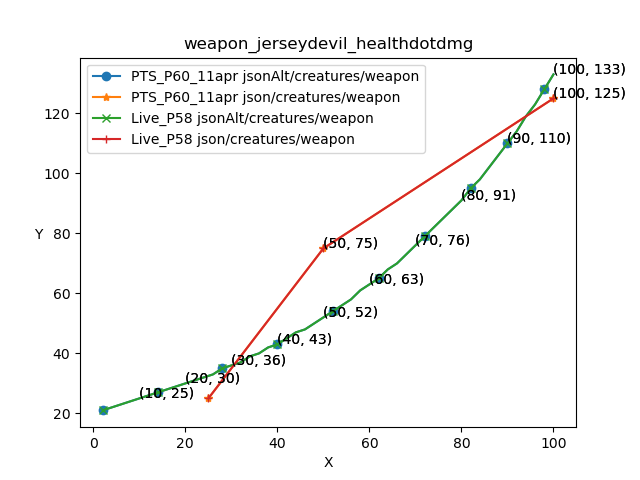 weapon_jerseydevil_healthdotdmg
PTS_P60_11apr jsonAlt/creatures/weapon
PTS_P60_11apr json/creatures/weapon
Live_P58 jsonAlt/creatures/weapon
Live_P58 json/creatures/weapon
(100, 133)
(100, 125)
(90, 110)
(80, 91)
(70, 76)
(50, 75)
(60, 63)
(50, 52)
(40, 43)
(30, 36)
(20, 30)
(10, 25)
Y
120
100
80
60
40
20
0 20 40 60 80 100
X